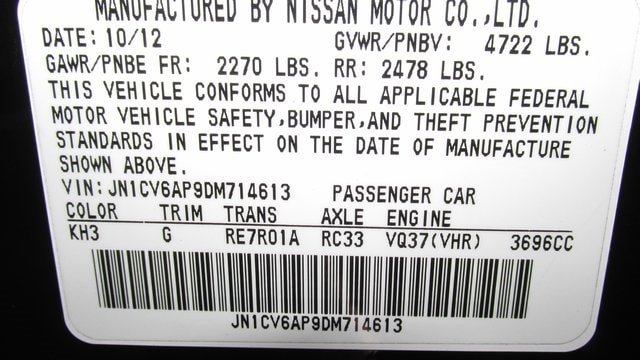 MANUFACTURED BY NISSAN MOTOR CO.,LTD.
DATE: 10/12 GVWR/PNBV: 4722 LBS.
GAWR/PNBE FR: 2270 LBS. RR: 2478 LBS.
THIS VEHICLE CONFORMS TO ALL APPLICABLE FEDERAL
MOTOR VEHICLE SAFETY,BUMPER,AND THEFT PREVENTION
STANDARDS IN EFFECT ON THE DATE OF MANUFACTURE
SHOWN ABOVE.
VIN: JN1CV6AP9DM714613 PASSENGER CAR
COLOR TRIM TRANS AXLE ENGINE
KH3 G RE7R01A RC33 VQ37(VHR) 3696CC
JN1CV6AP9DM714613